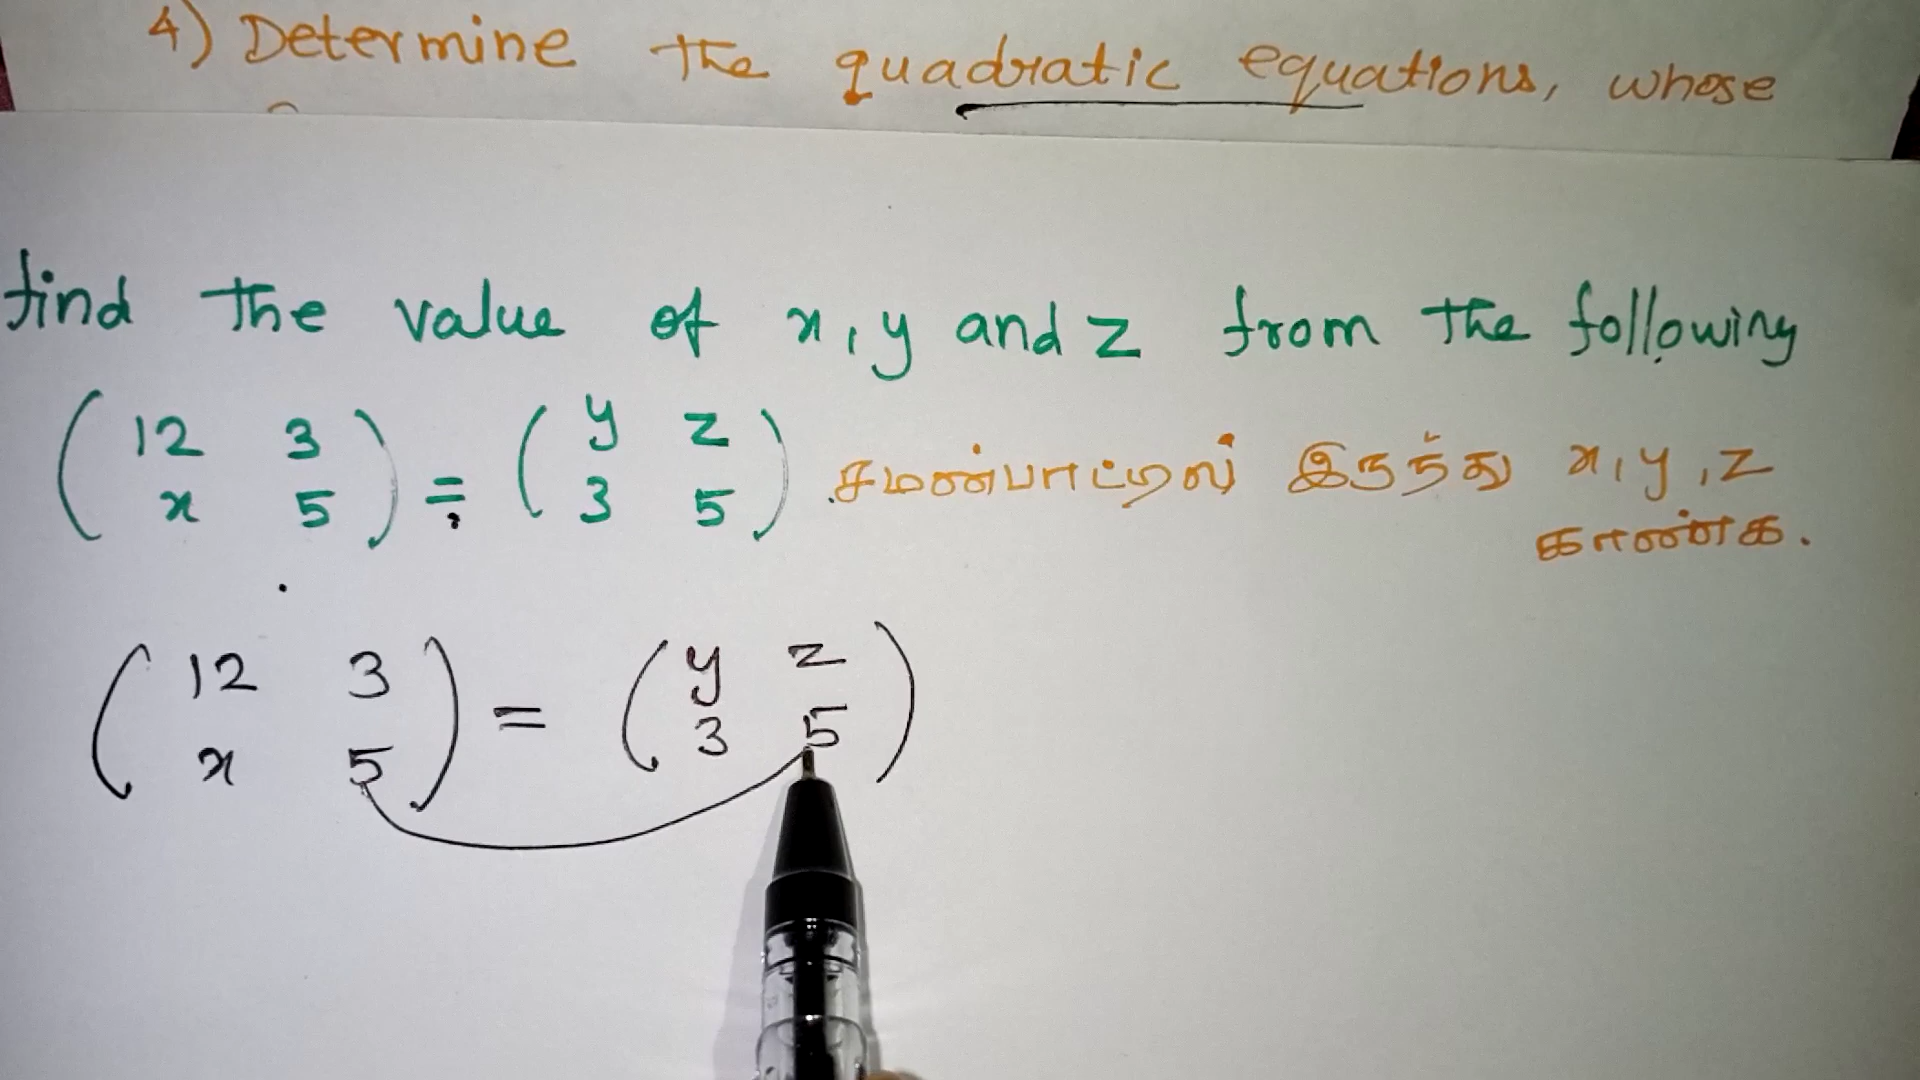 4) Determine the quadratic equations, whose
find the value of x, y and z from the following
( 12 3 ) = ( y z ) சமன்பாட்டில் இருந்து x, y, z
( x 5 ) ( 3 5 ) காண்க.
( 12 3 ) = ( y z )
( x 5 ) ( 3 5 )